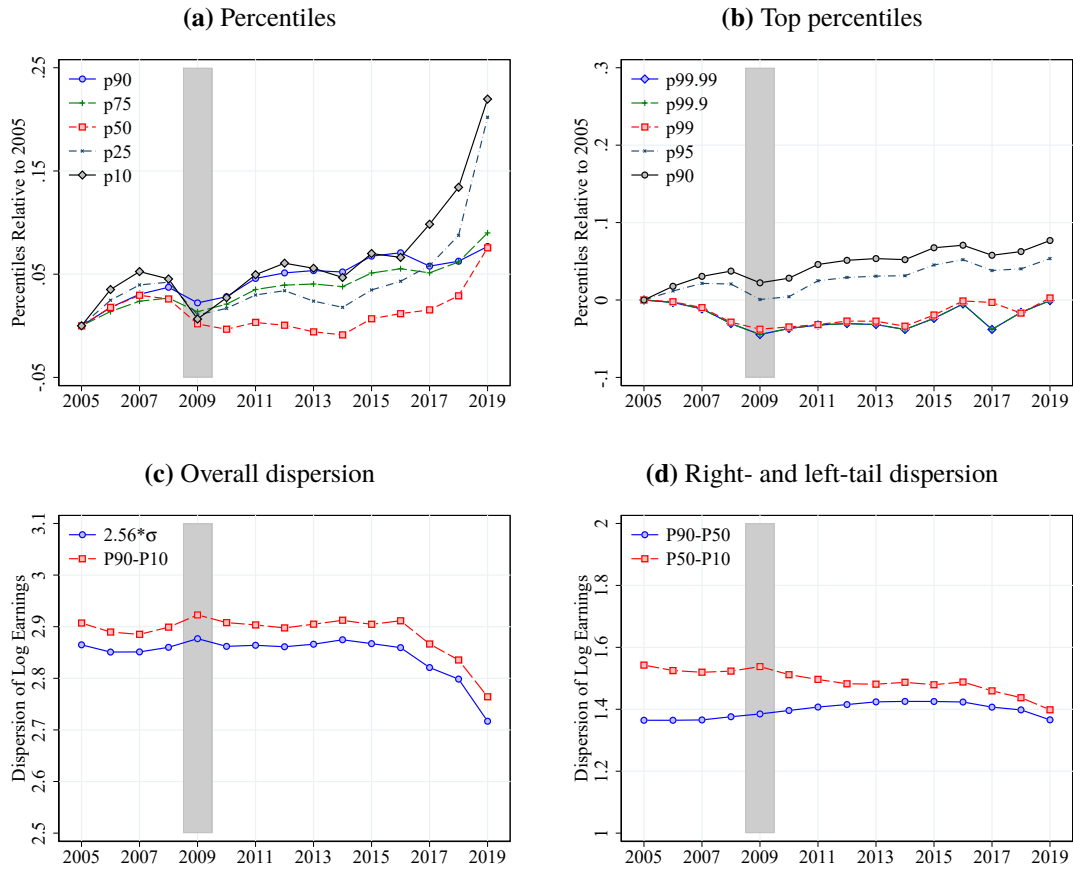 (a) Percentiles
Percentiles Relative to 2005
.25
.15
.05
-.05
p90
p75
p50
p25
p10
2005 2007 2009 2011 2013 2015 2017 2019
(b) Top percentiles
Percentiles Relative to 2005
.3
.2
.1
0
-.1
p99.99
p99.9
p99
p95
p90
2005 2007 2009 2011 2013 2015 2017 2019
(c) Overall dispersion
Dispersion of Log Earnings
3.1
3
2.9
2.8
2.7
2.6
2.5
2.56*σ
P90-P10
2005 2007 2009 2011 2013 2015 2017 2019
(d) Right- and left-tail dispersion
Dispersion of Log Earnings
2
1.8
1.6
1.4
1.2
1
P90-P50
P50-P10
2005 2007 2009 2011 2013 2015 2017 2019